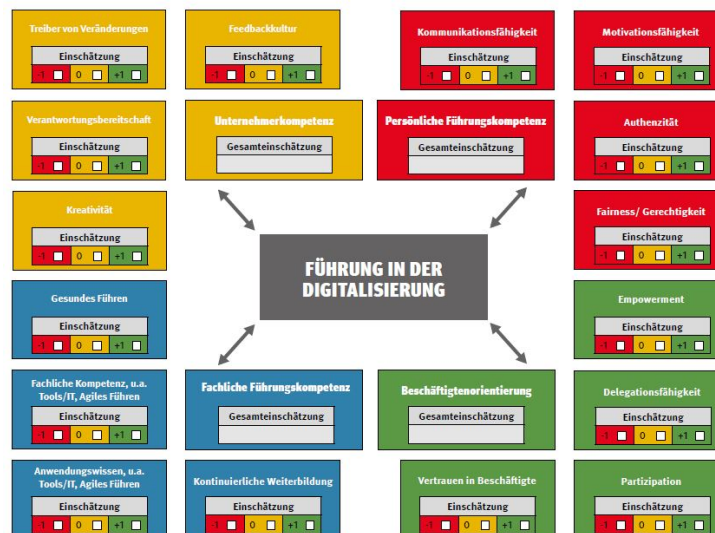 Treiber von Veränderungen
Einschätzung
-1 0 +1
Feedbackkultur
Einschätzung
-1 0 +1
Kommunikationsfähigkeit
Einschätzung
-1 0 +1
Motivationsfähigkeit
Einschätzung
-1 0 +1
Verantwortungsbereitschaft
Einschätzung
-1 0 +1
Unternehmerkompetenz
Gesamteinschätzung
Persönliche Führungskompetenz
Gesamteinschätzung
Authenzität
Einschätzung
-1 0 +1
Kreativität
Einschätzung
-1 0 +1
FÜHRUNG IN DER
DIGITALISIERUNG
Fairness/ Gerechtigkeit
Einschätzung
-1 0 +1
Gesundes Führen
Einschätzung
-1 0 +1
Empowerment
Einschätzung
-1 0 +1
Fachliche Kompetenz, u.a.
Tools/IT, Agiles Führen
Einschätzung
-1 0 +1
Fachliche Führungskompetenz
Gesamteinschätzung
Beschäftigtenorientierung
Gesamteinschätzung
Delegationsfähigkeit
Einschätzung
-1 0 +1
Anwendungswissen, u.a.
Tools/IT, Agiles Führen
Einschätzung
-1 0 +1
Kontinuierliche Weiterbildung
Einschätzung
-1 0 +1
Vertrauen in Beschäftigte
Einschätzung
-1 0 +1
Partizipation
Einschätzung
-1 0 +1